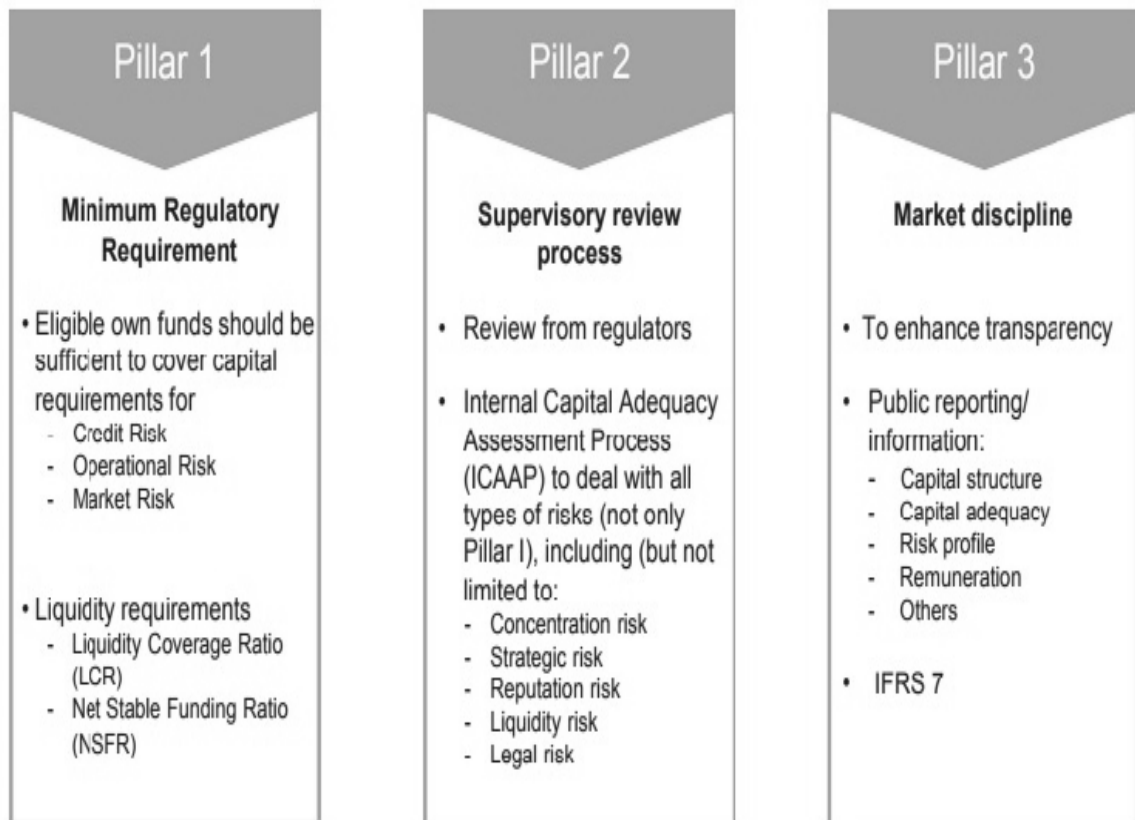 Pillar 1
Minimum Regulatory
Requirement
• Eligible own funds should be
sufficient to cover capital
requirements for
- Credit Risk
- Operational Risk
- Market Risk
• Liquidity requirements
- Liquidity Coverage Ratio
(LCR)
- Net Stable Funding Ratio
(NSFR)
Pillar 2
Supervisory review
process
• Review from regulators
• Internal Capital Adequacy
Assessment Process
(ICAAP) to deal with all
types of risks (not only
Pillar I), including (but not
limited to:
- Concentration risk
- Strategic risk
- Reputation risk
- Liquidity risk
- Legal risk
Pillar 3
Market discipline
• To enhance transparency
• Public reporting/
information:
- Capital structure
- Capital adequacy
- Risk profile
- Remuneration
- Others
• IFRS 7